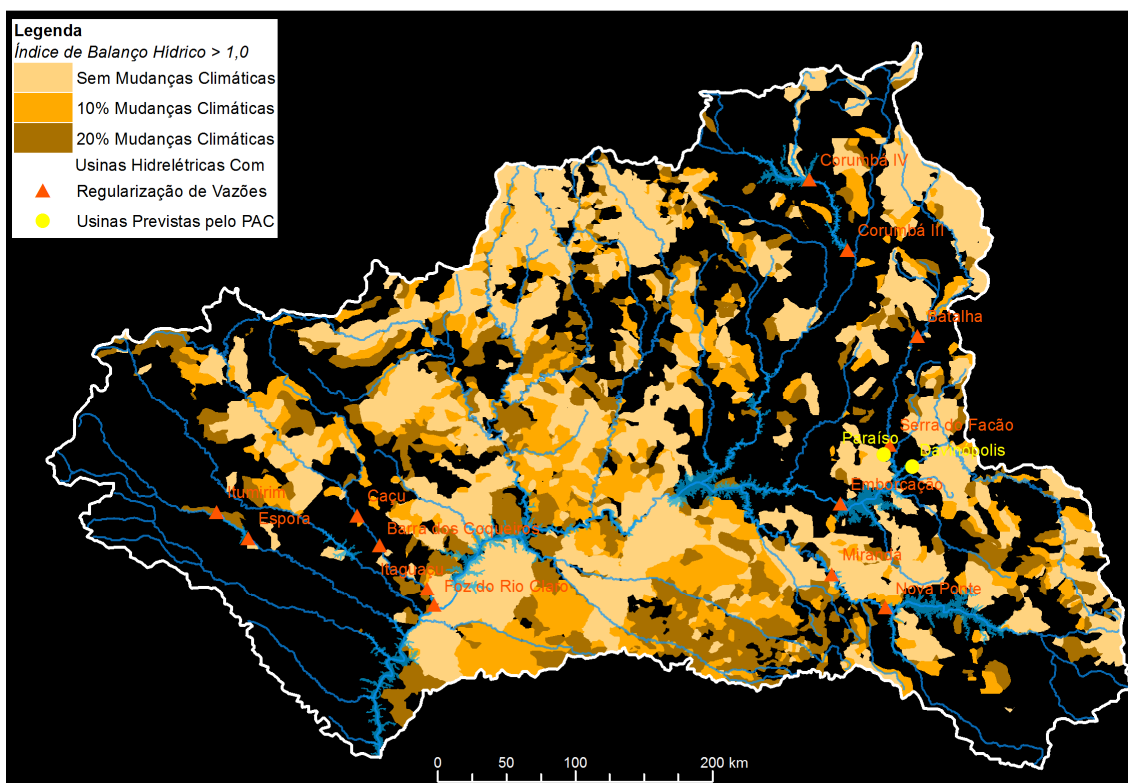 Legenda
Índice de Balanço Hídrico > 1,0
Sem Mudanças Climáticas
10% Mudanças Climáticas
20% Mudanças Climáticas
Usinas Hidrelétricas Com
Regularização de Vazões
Usinas Previstas pelo PAC
Corumbá IV
Corumbá III
Batalha
Serra do Facão
Paraíso
Davinópolis
Emborcação
Itumirim
Caçu
Espora
Barra dos Coqueiros
Miranda
Itaguaçu
Foz do Rio Claro
Nova Ponte
0 50 100 200 km